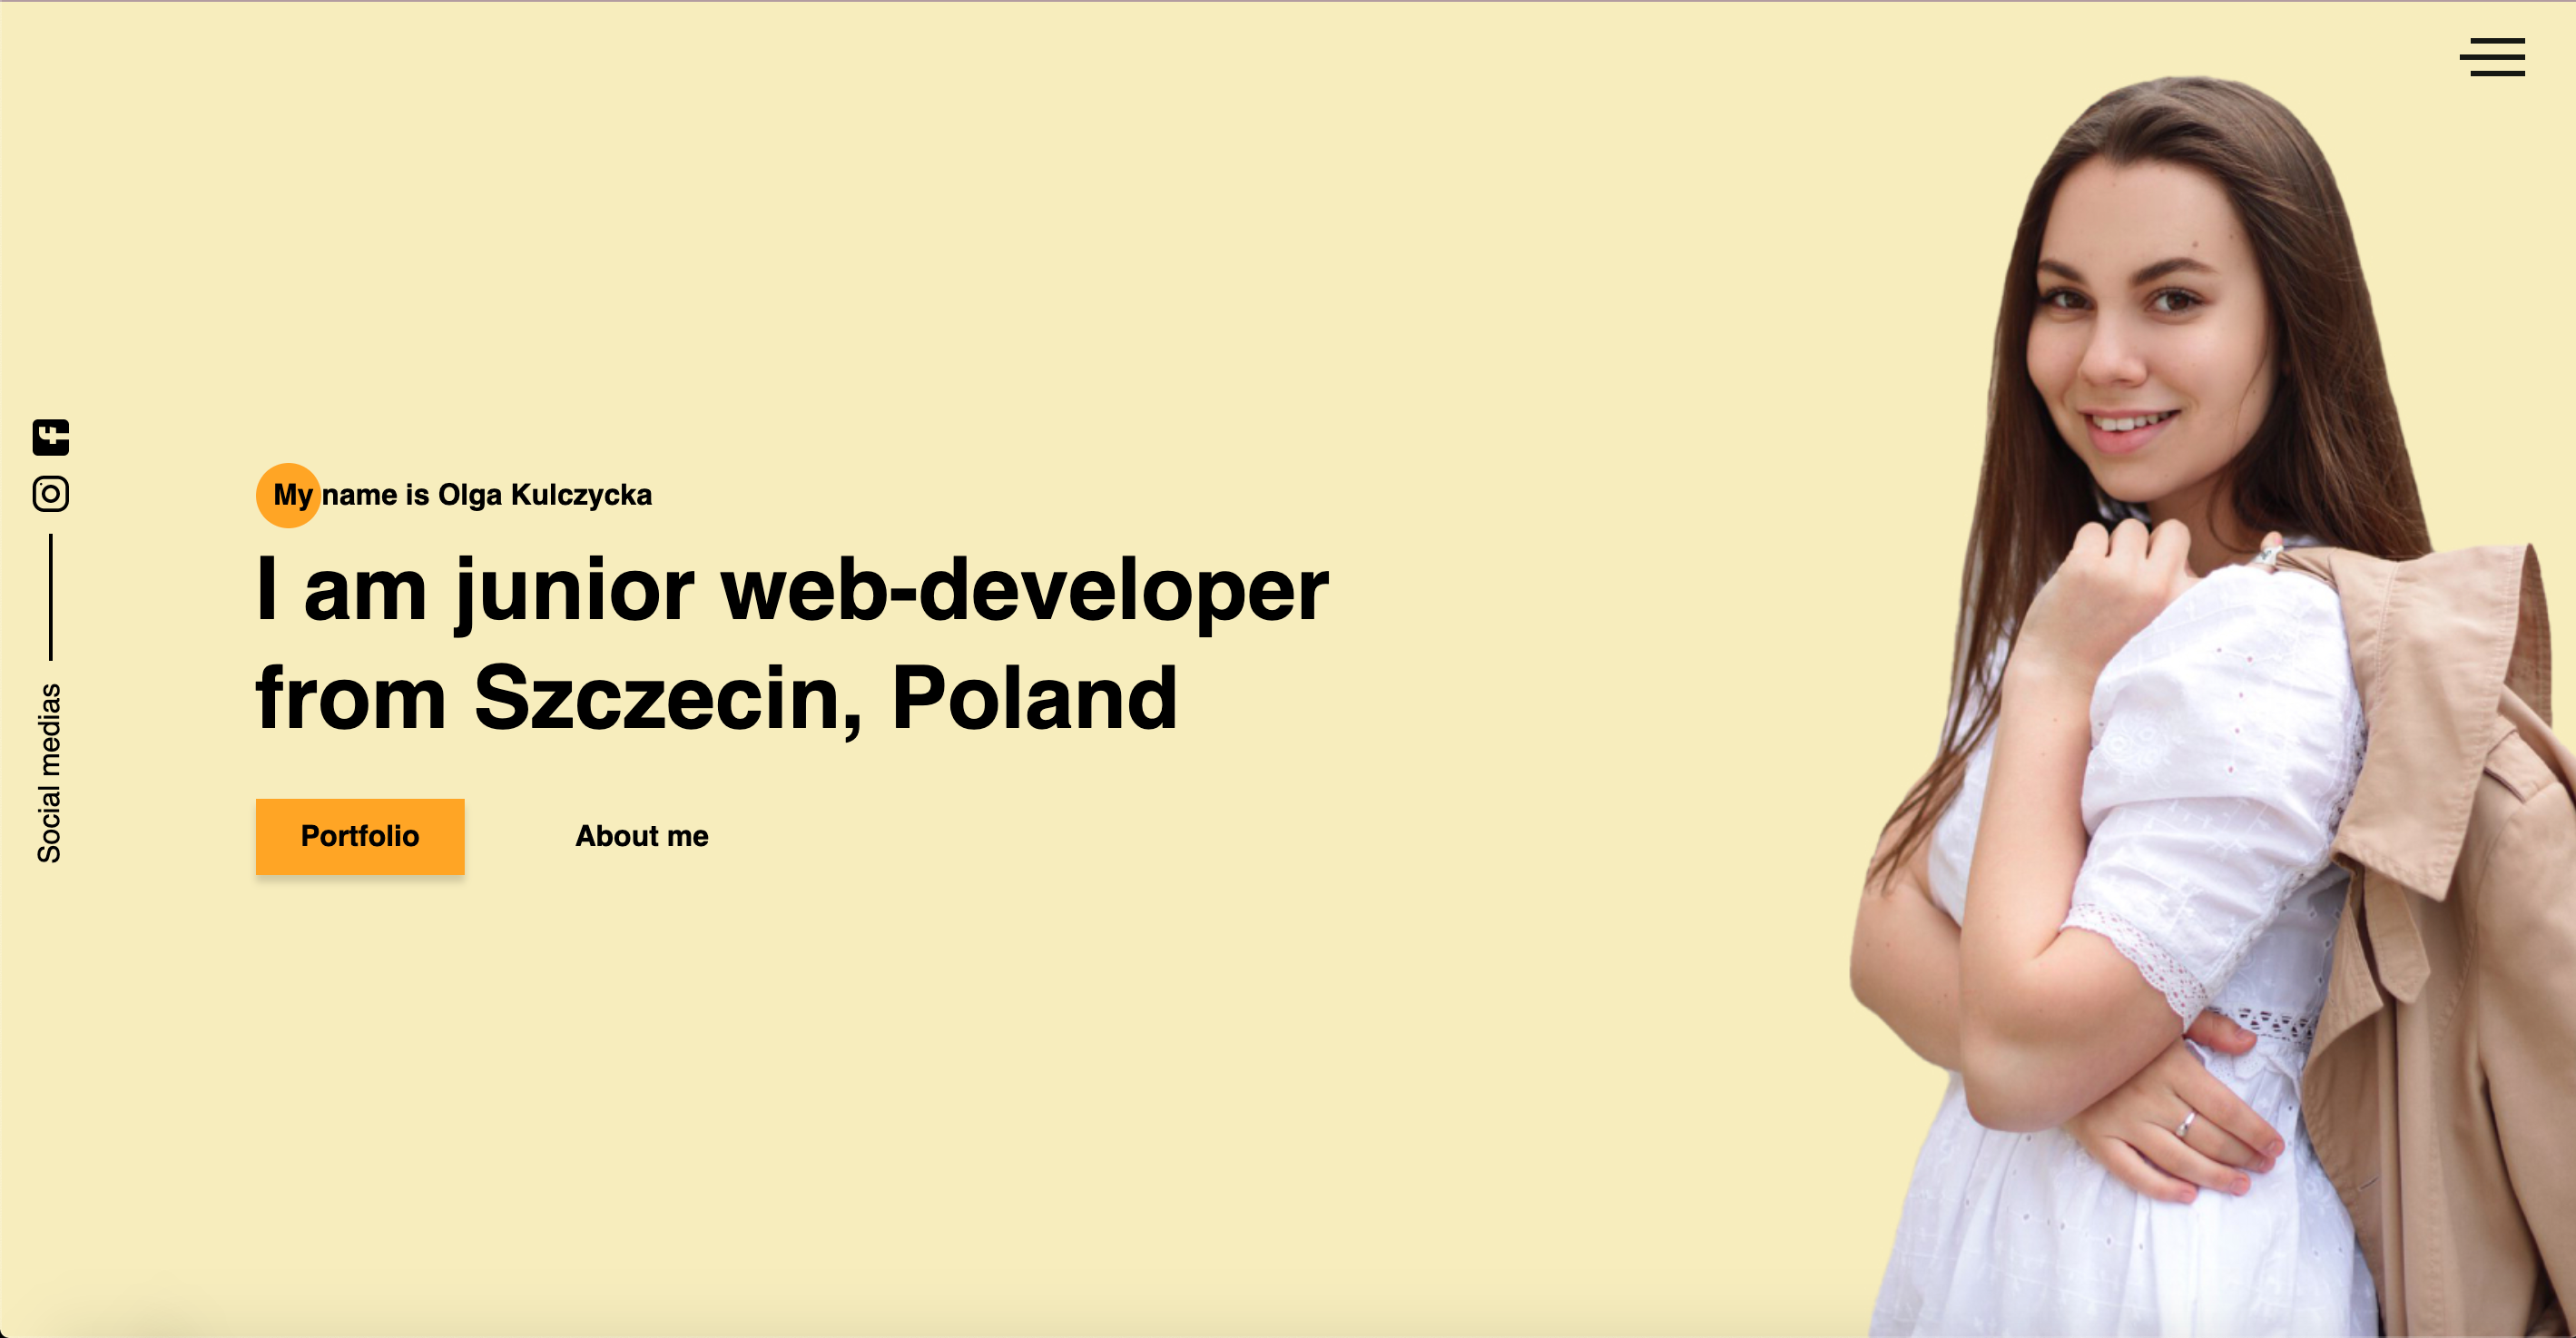 My name is Olga Kulczycka
I am junior web-developer
from Szczecin, Poland
Portfolio
About me
Social medias